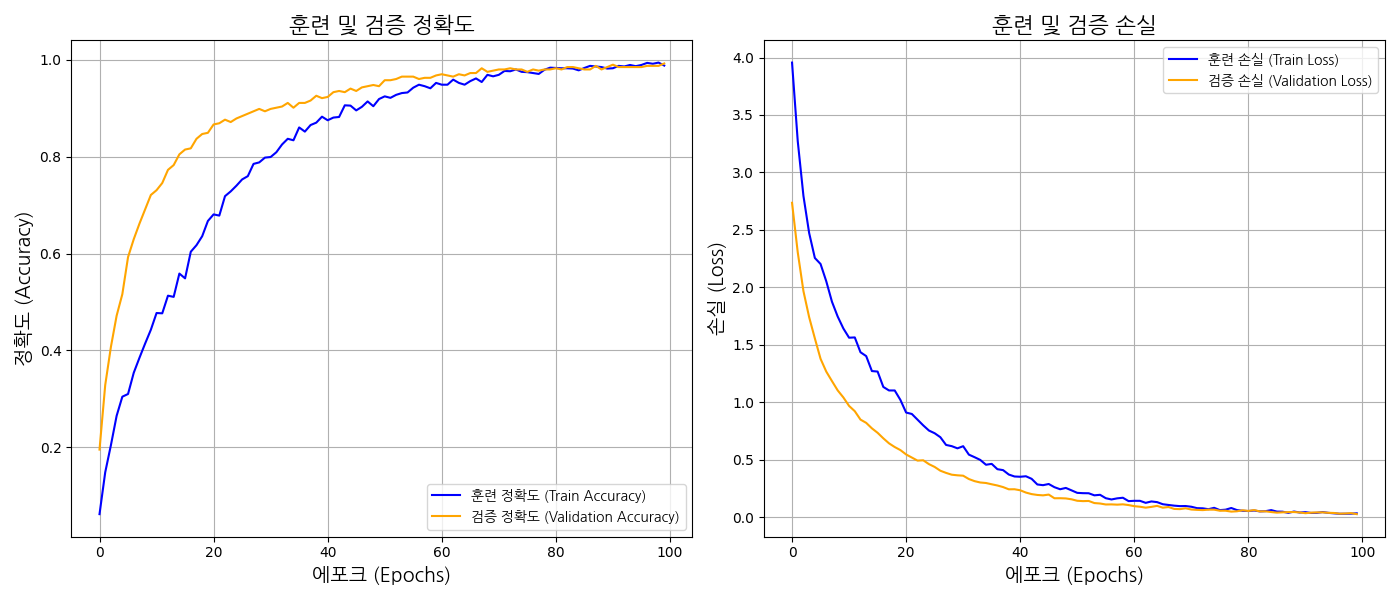 훈련 및 검증 정확도
정확도 (Accuracy)
1.0
0.8
0.6
0.4
0.2
훈련 정확도 (Train Accuracy)
검증 정확도 (Validation Accuracy)
0 20 40 60 80 100
에포크 (Epochs)
훈련 및 검증 손실
손실 (Loss)
4.0
3.5
3.0
2.5
2.0
1.5
1.0
0.5
0.0
훈련 손실 (Train Loss)
검증 손실 (Validation Loss)
0 20 40 60 80 100
에포크 (Epochs)